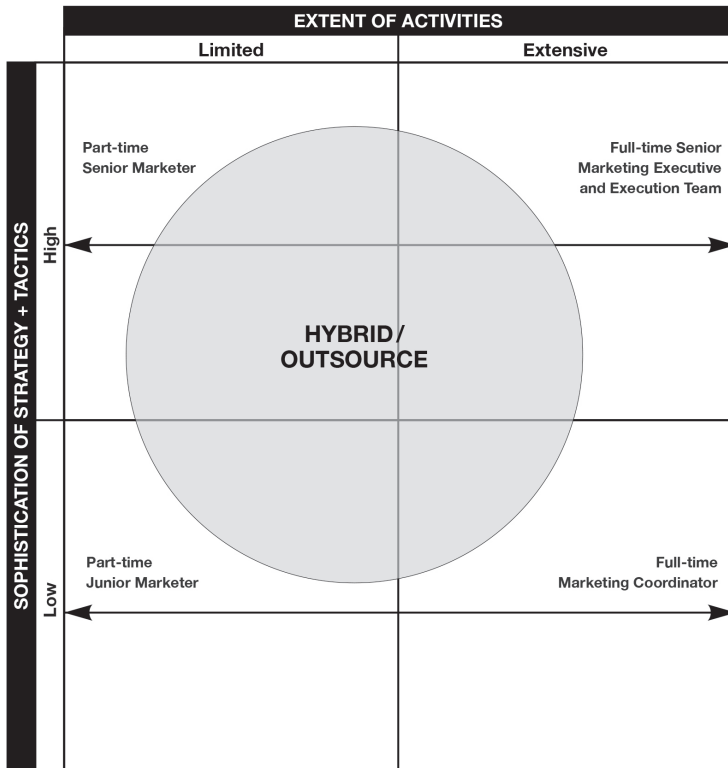 EXTENT OF ACTIVITIES
Limited
Extensive
SOPHISTICATION OF STRATEGY + TACTICS
High
Part-time
Senior Marketer
Full-time Senior
Marketing Executive
and Execution Team
HYBRID/
OUTSOURCE
Low
Part-time
Junior Marketer
Full-time
Marketing Coordinator